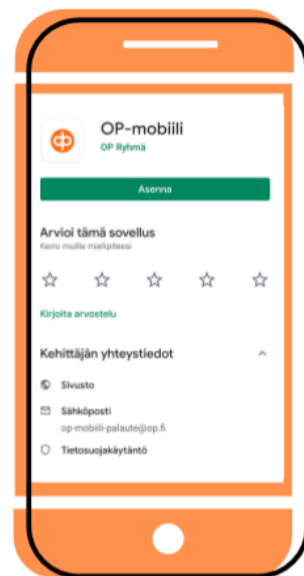 OP-mobiili
OP Ryhmä
Asenna
Arvioi tämä sovellus
Kerro muille mielipiteesi
Kirjoita arvostelu
Kehittäjän yhteystiedot
Sivusto
Sähköposti
op-mobiili-palaute@op.fi
Tietosuojakäytäntö